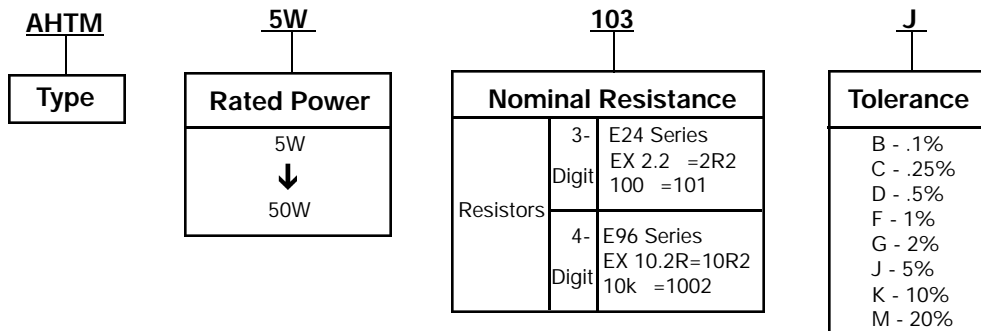 AHTM
5W
103
J
Type
Rated Power
5W
50W
Nominal Resistance
Resistors
3-
Digit
E24 Series
EX 2.2 =2R2
100 =101
4-
Digit
E96 Series
EX 10.2R=10R2
10k =1002
Tolerance
B - .1%
C - .25%
D - .5%
F - 1%
G - 2%
J - 5%
K - 10%
M - 20%